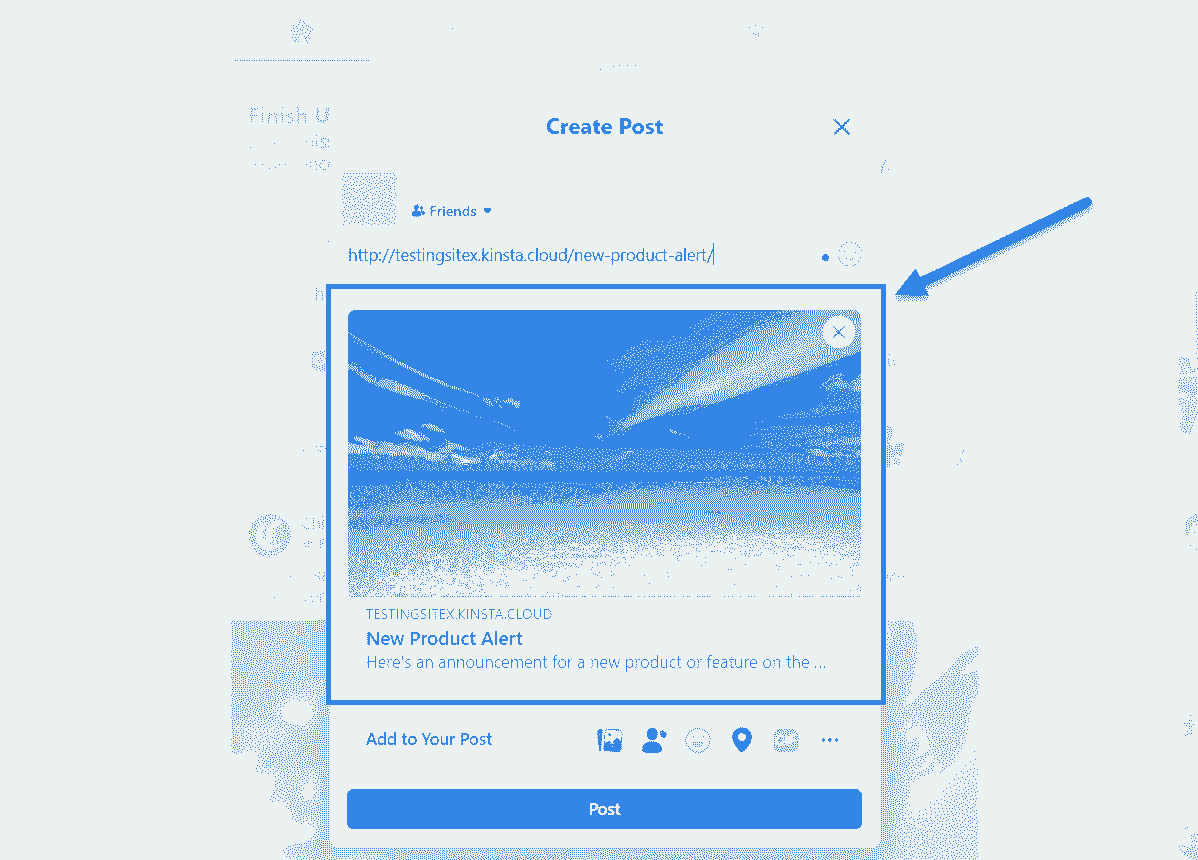 Finish U
Create Post
Friends
http://testingsitex.kinsta.cloud/new-product-alert/
TESTINGSITEX.KINSTA.CLOUD
New Product Alert
Here's an announcement for a new product or feature on the ...
Add to Your Post
Post